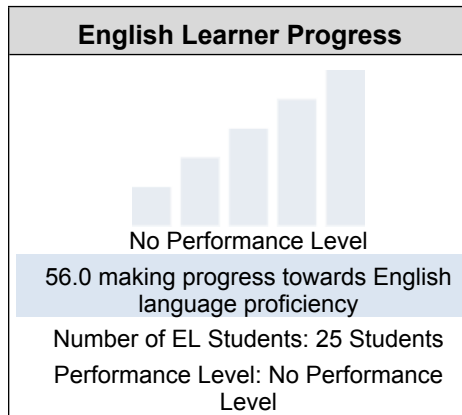 English Learner Progress
No Performance Level
56.0 making progress towards English
language proficiency
Number of EL Students: 25 Students
Performance Level: No Performance
Level